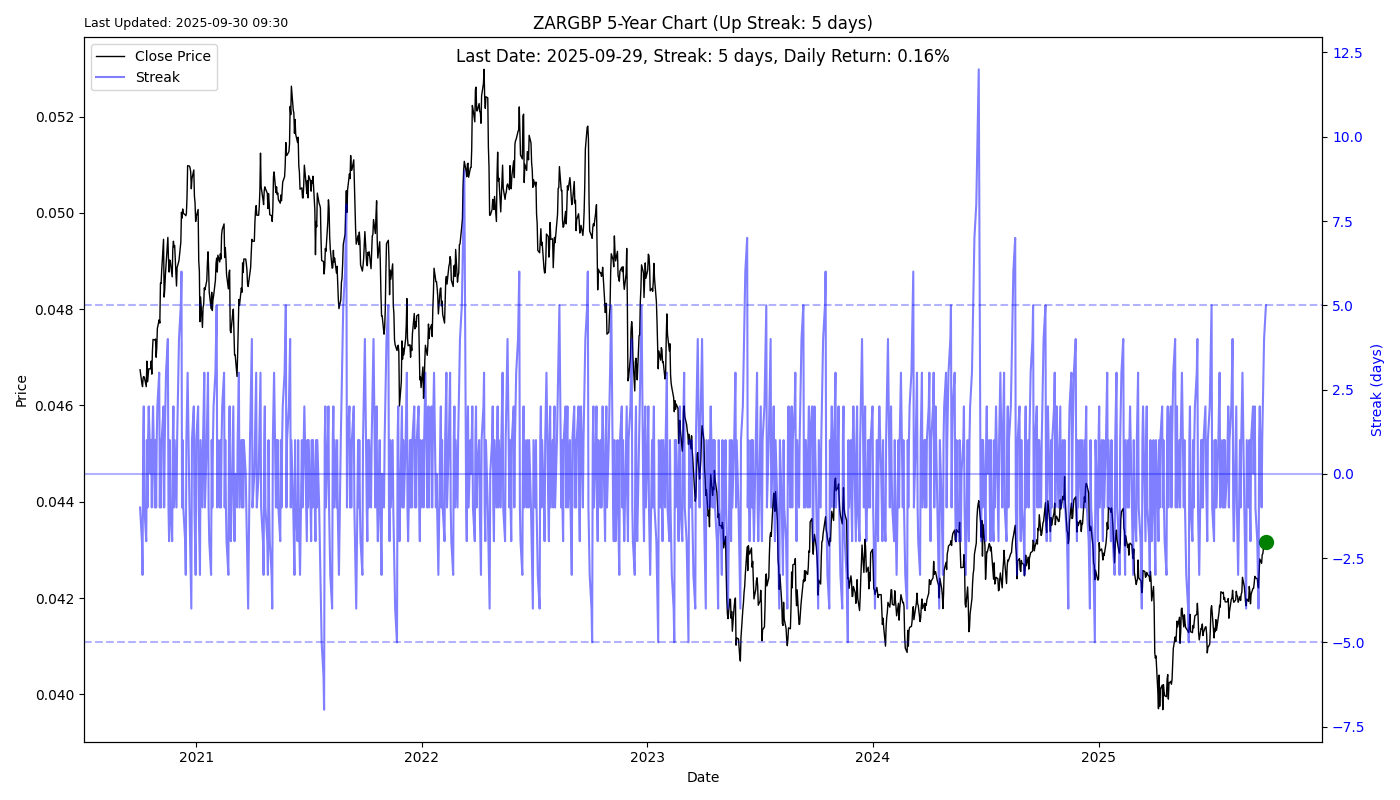 Last Updated: 2025-09-30 09:30
ZARGBP 5-Year Chart (Up Streak: 5 days)
Last Date: 2025-09-29, Streak: 5 days, Daily Return: 0.16%
Close Price
Streak
Price
0.052
0.050
0.048
0.046
0.044
0.042
0.040
12.5
10.0
7.5
5.0
2.5
0.0
−2.5
−5.0
−7.5
Streak (days)
2021
2022
2023
2024
2025
Date